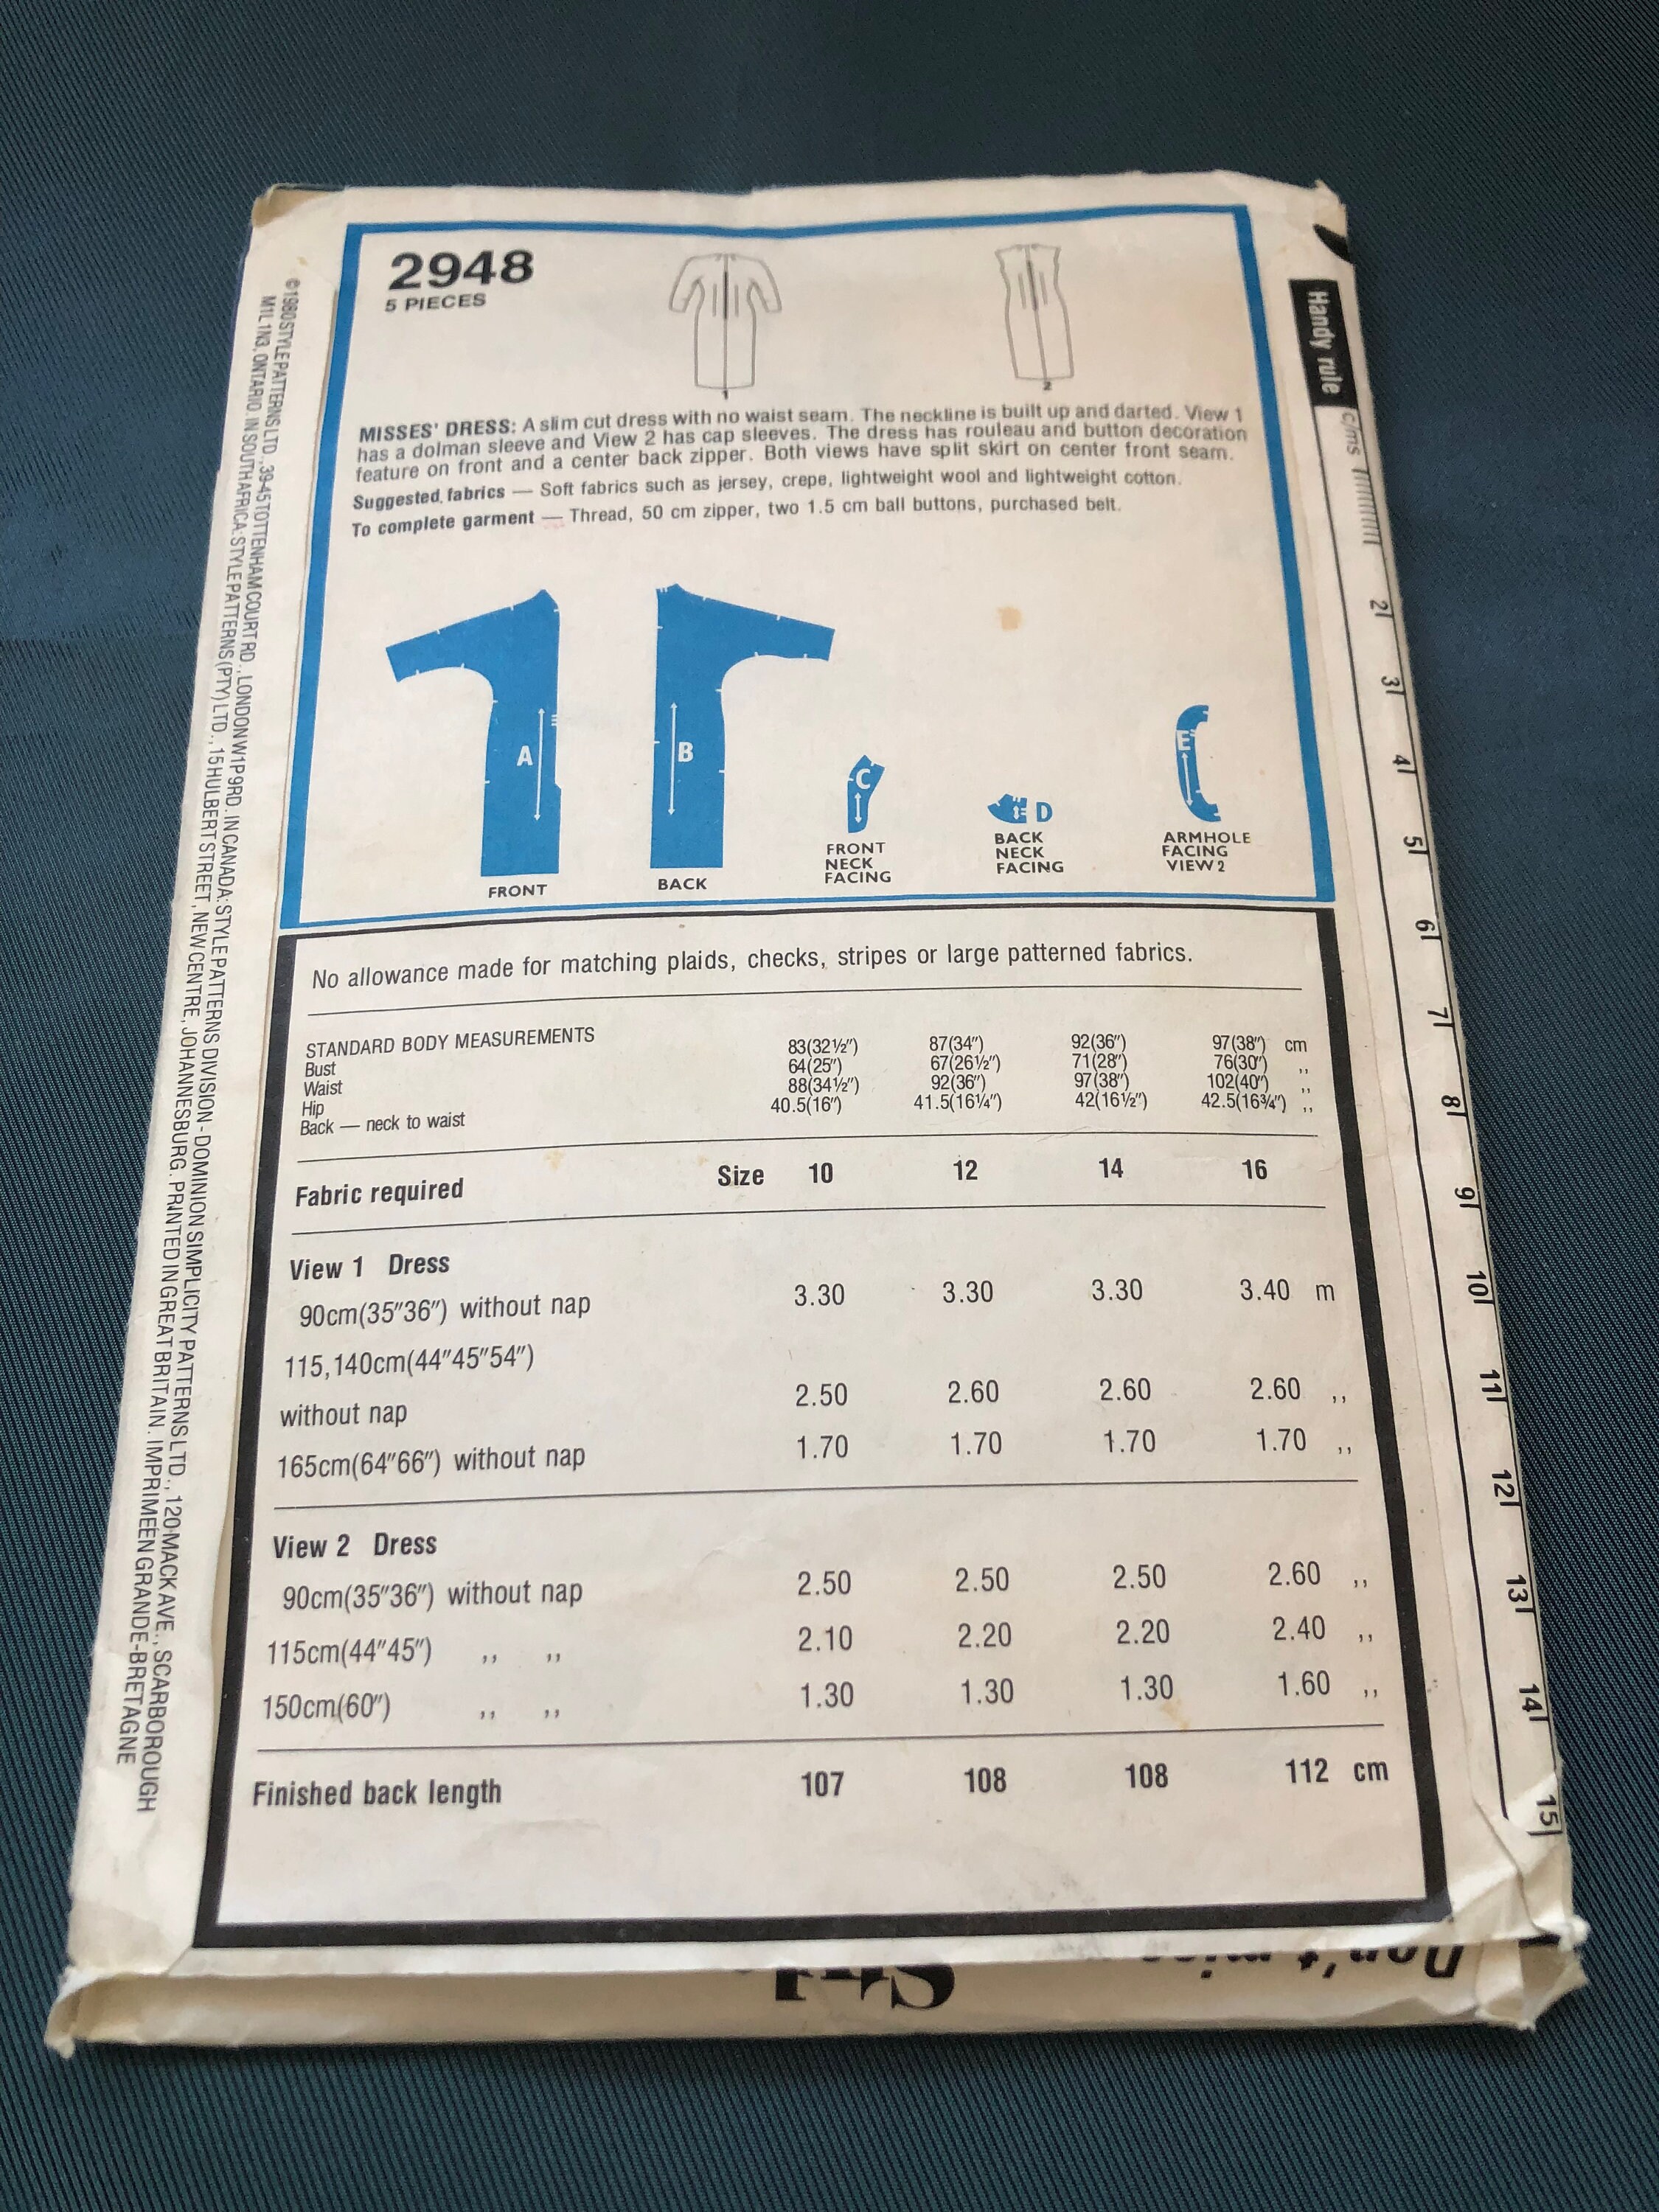 2948
5 PIECES
1
2
MISSES' DRESS: A slim cut dress with no waist seam. The neckline is built up and darted. View 1
has a dolman sleeve and View 2 has cap sleeves. The dress has rouleau and button decoration
feature on front and a center back zipper. Both views have split skirt on center front seam.
Suggested fabrics — Soft fabrics such as jersey, crepe, lightweight wool and lightweight cotton.
To complete garment — Thread, 50 cm zipper, two 1.5 cm ball buttons, purchased belt.
A
FRONT
B
BACK
C
FRONT
NECK
FACING
D
BACK
NECK
FACING
E
ARMHOLE
FACING
VIEW 2
No allowance made for matching plaids, checks, stripes or large patterned fabrics.
STANDARD BODY MEASUREMENTS
Bust 83(32½") 87(34") 92(36") 97(38") cm
Waist 64(25") 67(26½") 71(28") 76(30") ,,
Hip 88(34½") 92(36") 97(38") 102(40") ,,
Back — neck to waist 40.5(16") 41.5(16¼") 42(16½") 42.5(16¾") ,,
Fabric required Size 10 12 14 16
View 1 Dress
90cm(35"36") without nap 3.30 3.30 3.30 3.40 m
115,140cm(44"45"54")
without nap 2.50 2.60 2.60 2.60 ,,
165cm(64"66") without nap 1.70 1.70 1.70 1.70 ,,
View 2 Dress
90cm(35"36") without nap 2.50 2.50 2.50 2.60 ,,
115cm(44"45") ,, ,, 2.10 2.20 2.20 2.40 ,,
150cm(60") ,, ,, 1.30 1.30 1.30 1.60 ,,
Finished back length 107 108 108 112 cm
©1980 STYLE PATTERNS LTD., 39-45 TOTTENHAM COURT RD., LONDON W1P 9RD. IN CANADA: STYLE PATTERNS DIVISION - DOMINION SIMPLICITY PATTERNS LTD., 120 MACK AVE., SCARBOROUGH
M1L 1N3, ONTARIO. IN SOUTH AFRICA: STYLE PATTERNS (PTY) LTD., 15 HULBERT STREET, NEW CENTRE, JOHANNESBURG. PRINTED IN GREAT BRITAIN. IMPRIMÉ EN GRANDE-BRETAGNE
Handy rule
c/ms
2
3
4
5
6
7
8
9
10
11
12
13
14
15
Don't